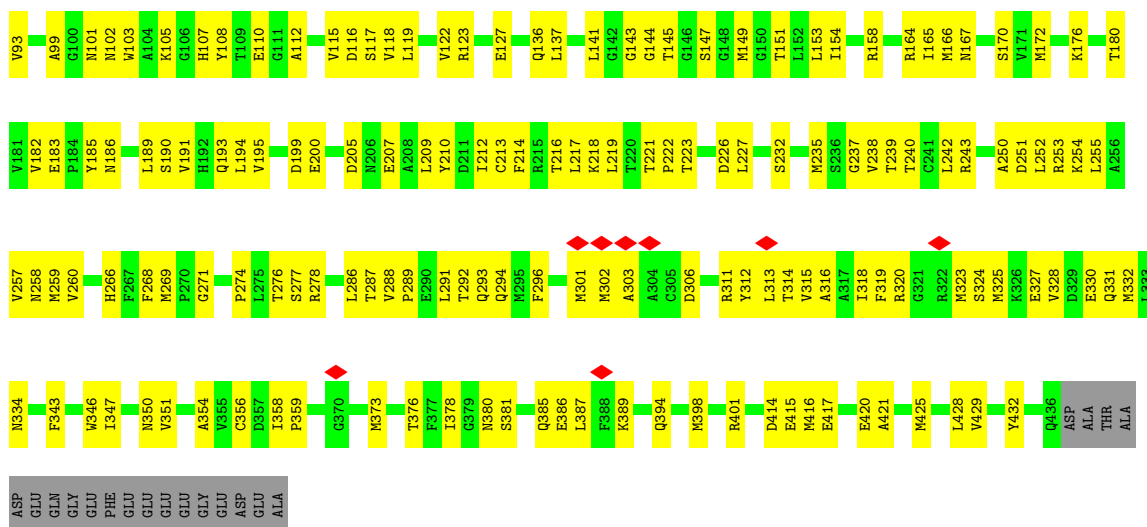 V93 A99 G100 N101 N102 W103 A104 K105 G106 H107 Y108 T109 E110 G111 A112 V115 D116 S117 V118 L119 V122 R123 E127 Q136 L137 L141 G142 G143 G144 T145 G146 S147 G148 M149 G150 T151 L152 L153 I154 R158 R164 I165 M166 N167 S170 V171 M172 K176 T180
V181 V182 E183 P184 Y185 N186 L189 S190 V191 H192 Q193 L194 V195 D199 E200 D205 N206 E207 A208 L209 Y210 D211 I212 C213 F214 R215 T216 L217 K218 L219 T220 T221 P222 T223 D226 L227 S232 M235 S236 G237 V238 T239 T240 C241 L242 R243 A250 D251 L252 R253 K254 L255 A256
V257 N258 M259 V260 H266 F267 F268 M269 P270 G271 P274 L275 T276 S277 R278 L286 T287 V288 P289 E290 L291 T292 Q293 Q294 M295 F296 M301 M302 A303 A304 C305 D306 R311 Y312 L313 T314 V315 A316 A317 I318 F319 R320 G321 R322 M323 S324 M325 K326 E327 V328 D329 E330 Q331 M332 L333
N334 F343 W346 I347 N350 V351 A354 V355 C356 D357 I358 P359 G370 M373 T376 F377 I378 G379 N380 S381 Q385 E386 L387 F388 K389 Q394 M398 R401 D414 E415 M416 E417 E420 A421 M425 L428 V429 Y432 Q436 ASP ALA THR ALA
ASP GLU GLN GLY GLU PHE GLU GLU GLU GLU GLY GLU ASP GLU ALA